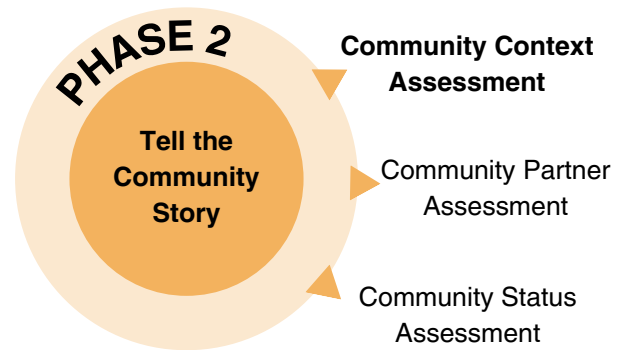 PHASE 2
Tell the
Community
Story
Community Context
Assessment
Community Partner
Assessment
Community Status
Assessment